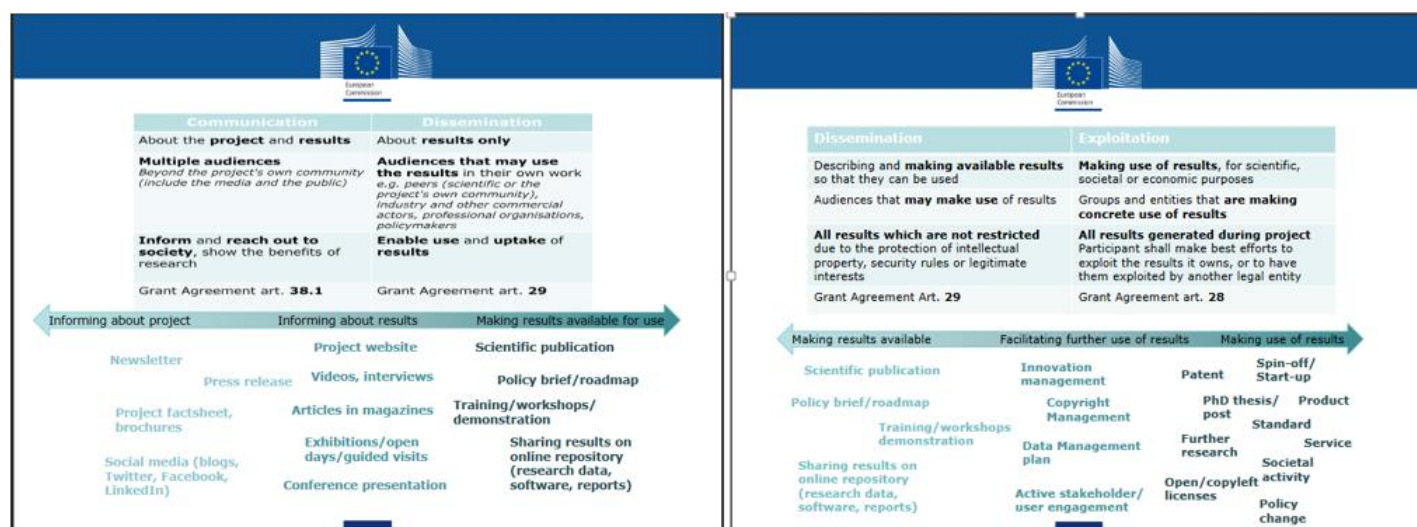 European
Commission
Communication
Dissemination
About the project and results
About results only
Multiple audiences
Beyond the project's own community
(include the media and the public)
Audiences that may use
the results in their own work
e.g. peers (scientific or the
project's own community),
industry and other commercial
actors, professional organisations,
policymakers
Inform and reach out to
society, show the benefits of
research
Enable use and uptake of
results
Grant Agreement art. 38.1
Grant Agreement art. 29
Informing about project
Informing about results
Making results available for use
Newsletter
Press release
Project factsheet,
brochures
Social media (blogs,
Twitter, Facebook,
LinkedIn)
Project website
Videos, interviews
Articles in magazines
Exhibitions/open
days/guided visits
Conference presentation
Scientific publication
Policy brief/roadmap
Training/workshops/
demonstration
Sharing results on
online repository
(research data,
software, reports)
European
Commission
Dissemination
Exploitation
Describing and making available results
so that they can be used
Making use of results, for scientific,
societal or economic purposes
Audiences that may make use of results
Groups and entities that are making
concrete use of results
All results which are not restricted
due to the protection of intellectual
property, security rules or legitimate
interests
All results generated during project
Participant shall make best efforts to
exploit the results it owns, or to have
them exploited by another legal entity
Grant Agreement Art. 29
Grant Agreement art. 28
Making results available
Facilitating further use of results
Making use of results
Scientific publication
Policy brief/roadmap
Training/workshops
demonstration
Sharing results on
online repository
(research data,
software, reports)
Innovation
management
Copyright
Management
Data Management
plan
Active stakeholder/
user engagement
Patent
Spin-off/
Start-up
PhD thesis/
post
Product
Standard
Further
research
Service
Societal
activity
Open/copyleft
licenses
Policy
change